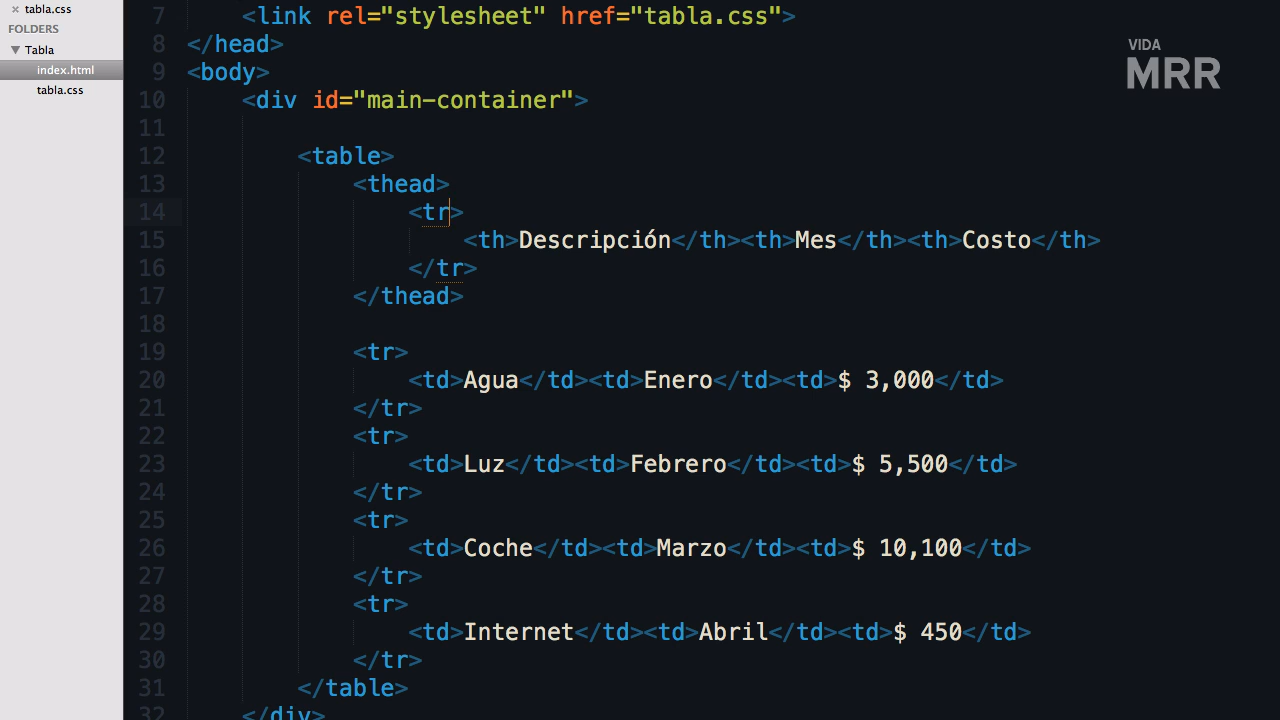 × tabla.css
FOLDERS
▼ Tabla
index.html
tabla.css
VIDA
MRR
7 <link rel="stylesheet" href="tabla.css">
8 </head>
9 <body>
10 <div id="main-container">
11
12 <table>
13 <thead>
14 <tr>
15 <th>Descripción</th><th>Mes</th><th>Costo</th>
16 </tr>
17 </thead>
18
19 <tr>
20 <td>Agua</td><td>Enero</td><td>$ 3,000</td>
21 </tr>
22 <tr>
23 <td>Luz</td><td>Febrero</td><td>$ 5,500</td>
24 </tr>
25 <tr>
26 <td>Coche</td><td>Marzo</td><td>$ 10,100</td>
27 </tr>
28 <tr>
29 <td>Internet</td><td>Abril</td><td>$ 450</td>
30 </tr>
31 </table>
32 </div>